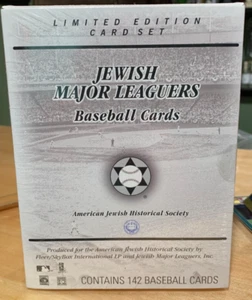 LIMITED EDITION
CARD SET
JEWISH
MAJOR LEAGUERS
Baseball Cards
American Jewish Historical Society
Produced for the American Jewish Historical Society by
Fleer/SkyBox International LP and Jewish Major Leaguers, Inc.
CONTAINS 142 BASEBALL CARDS